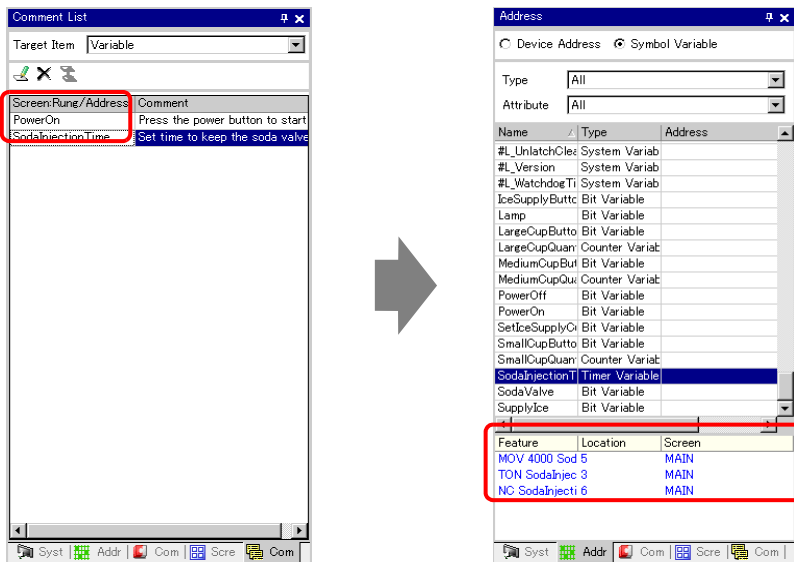 Comment List
Target Item Variable
Screen:Rung/Address Comment
PowerOn Press the power button to start
SodaInjectionTime Set time to keep the soda valve
Syst Addr Com Scre Com
Address
Device Address Symbol Variable
Type All
Attribute All
Name Type Address
#L_UnlatchClea System Variab
#L_Version System Variab
#L_WatchdogTi System Variab
IceSupplyButtc Bit Variable
Lamp Bit Variable
LargeCupButto Bit Variable
LargeCupQuan Counter Variat
MediumCupBut Bit Variable
MediumCupQua Counter Variat
PowerOff Bit Variable
PowerOn Bit Variable
SetIceSupplyCu Bit Variable
SmallCupButto Bit Variable
SmallCupQuan Counter Variat
SodaInjectionT Timer Variable
SodaValve Bit Variable
SupplyIce Bit Variable
Feature Location Screen
MOV 4000 Sod 5 MAIN
TON SodaInjec 3 MAIN
NC SodaInjecti 6 MAIN
Syst Addr Com Scre Com